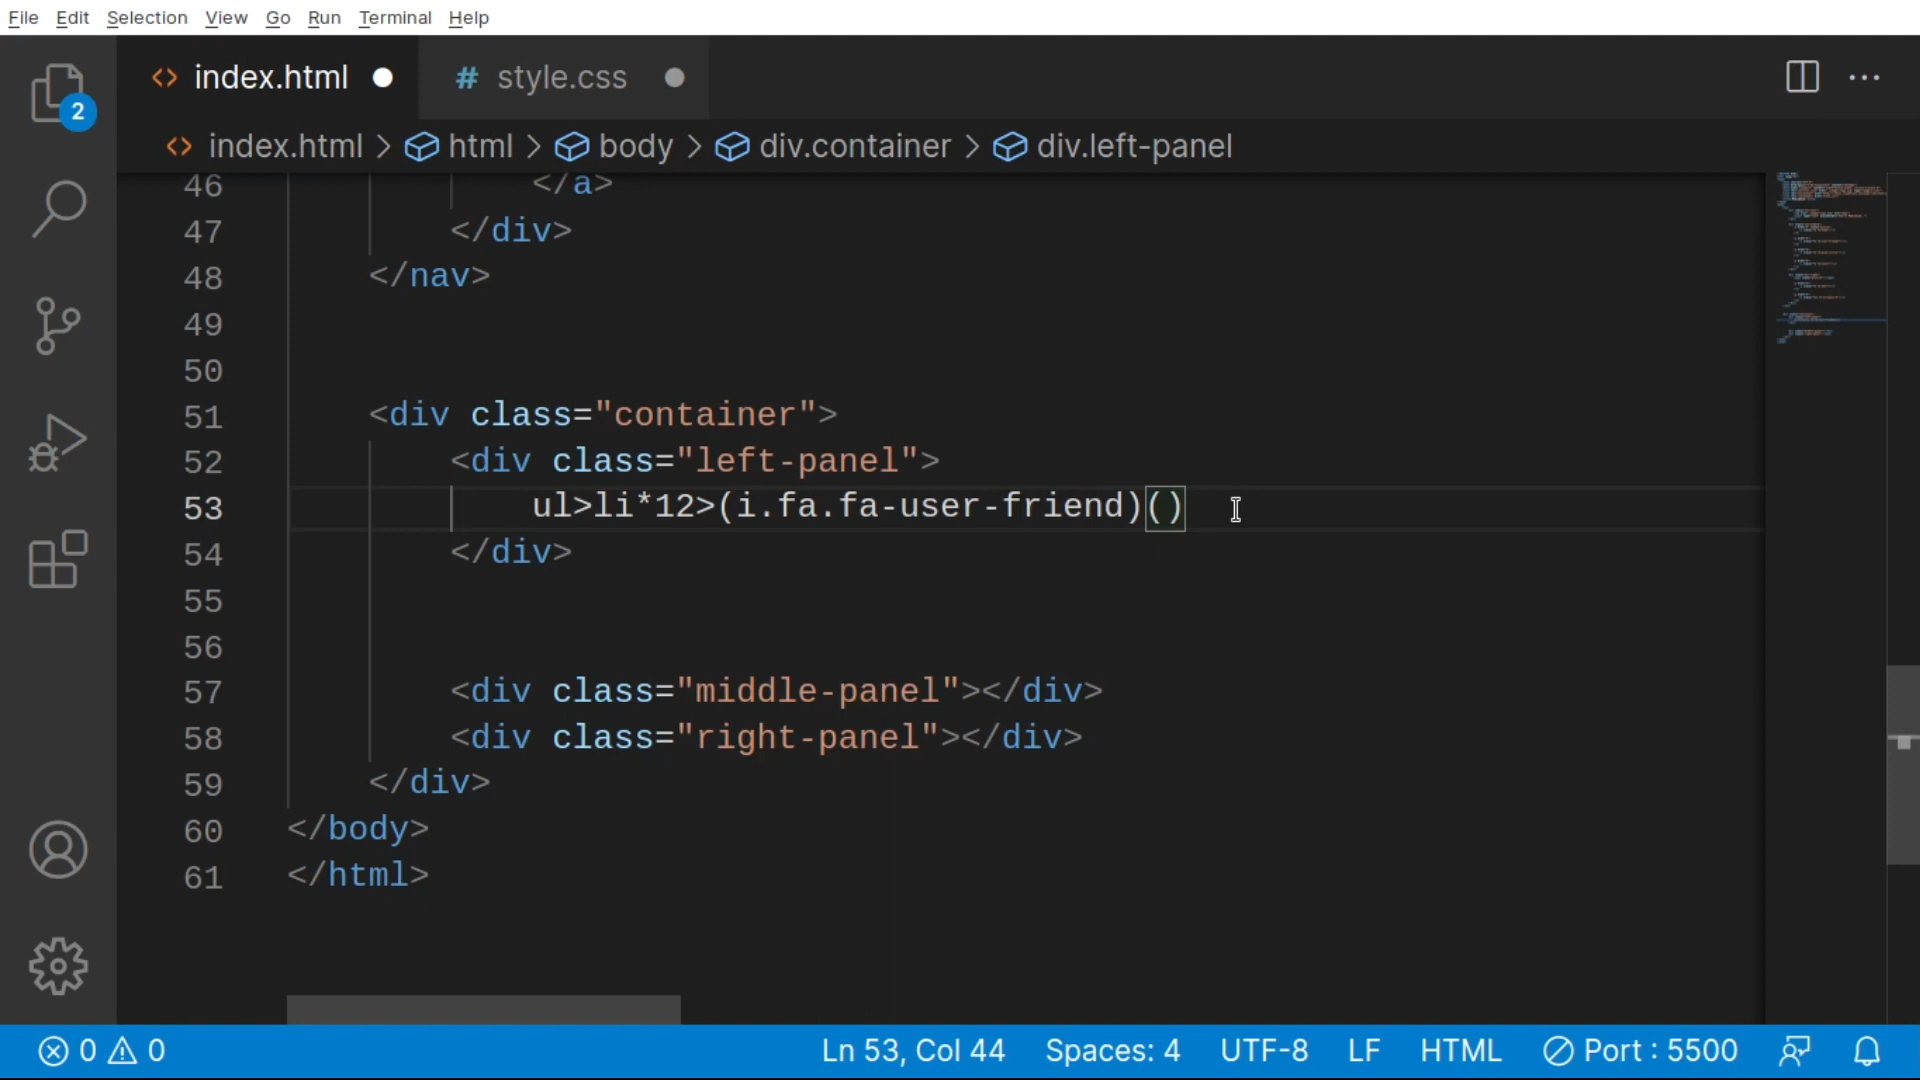 File Edit Selection View Go Run Terminal Help
index.html style.css
2
index.html > html > body > div.container > div.left-panel
46 </a>
47 </div>
48 </nav>
49
50
51 <div class="container">
52 <div class="left-panel">
53 ul>li*12>(i.fa.fa-user-friend)()
54 </div>
55
56
57 <div class="middle-panel"></div>
58 <div class="right-panel"></div>
59 </div>
60 </body>
61 </html>
0 0 Ln 53, Col 44 Spaces: 4 UTF-8 LF HTML Port : 5500